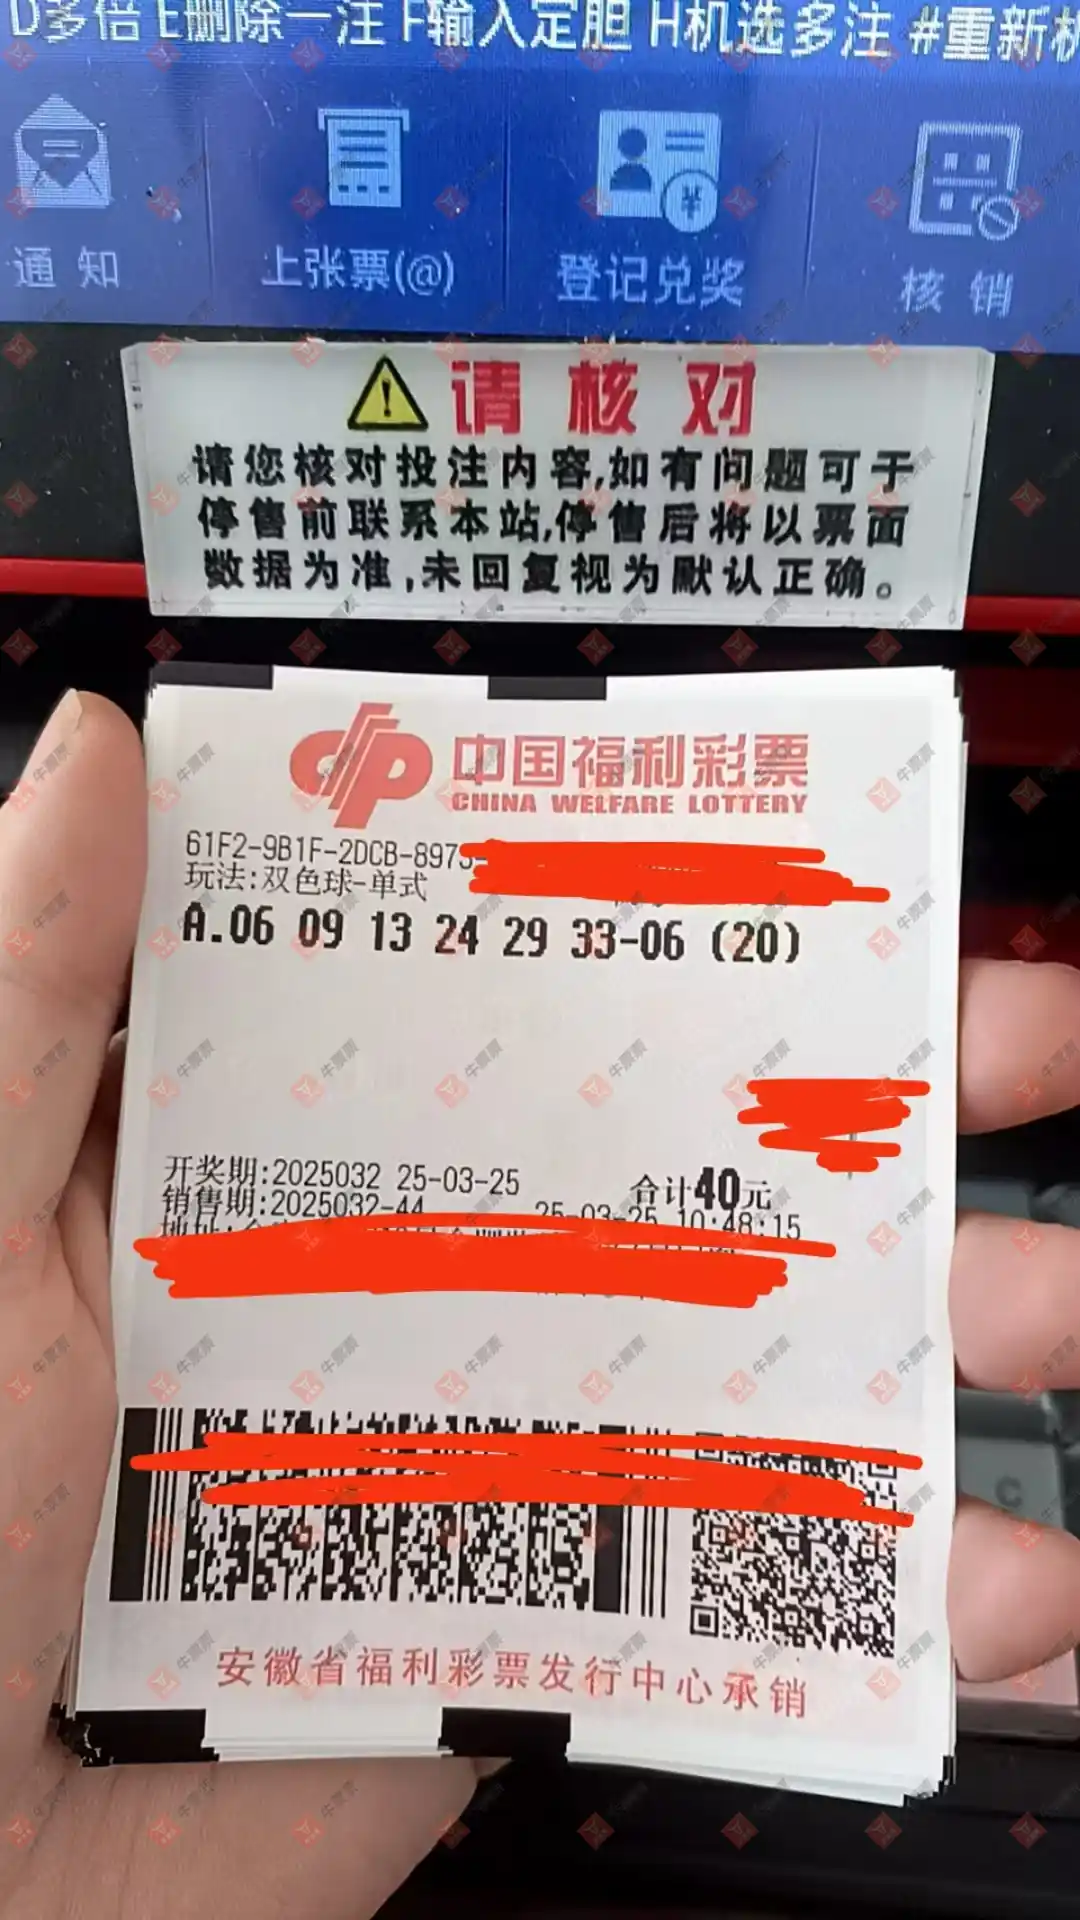 D多倍 E删除一注 F输入定胆 H机选多注 #重新机
通知 上张票(@) 登记兑奖 核销
请核对
请您核对投注内容,如有问题可于
停售前联系本站,停售后将以票面
数据为准,未回复视为默认正确。
中国福利彩票
CHINA WELFARE LOTTERY
61F2-9B1F-2DCB-8973-
玩法:双色球-单式
A.06 09 13 24 29 33-06 (20)
开奖期:2025032 25-03-25 合计40元
销售期:2025032-44 25-03-25 10:48:15
地址:
安徽省福利彩票发行中心承销
牛票票